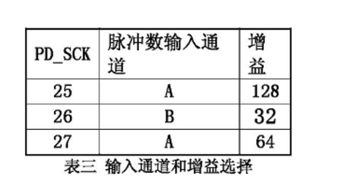 PD_SCK 脉冲数输入通道 增益
25 A 128
26 B 32
27 A 64
表三 输入通道和增益选择